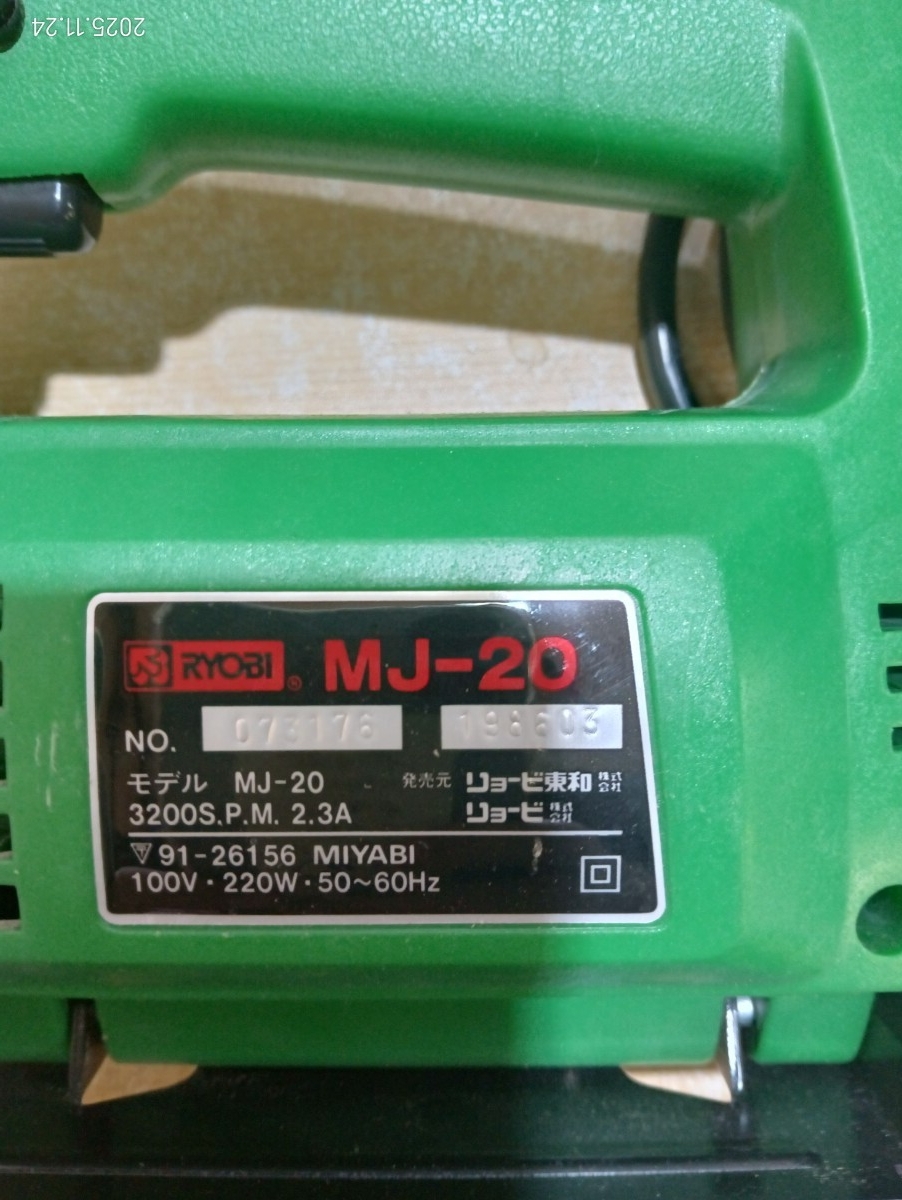 2025.11.24
RYOBI® MJ-20
NO. 073176 198603
モデル MJ-20 発売元 リョービ東和株式会社
3200S.P.M. 2.3A リョービ株式会社
▽〒 91-26156 MIYABI
100V・220W・50~60Hz